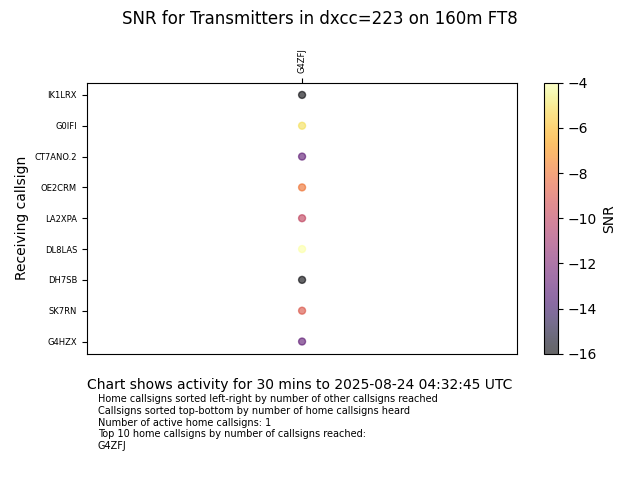 SNR for Transmitters in dxcc=223 on 160m FT8
G4ZFJ
IK1LRX
G0IFI
CT7ANO.2
OE2CRM
LA2XPA
DL8LAS
DH7SB
SK7RN
G4HZX
Receiving callsign
−4
−6
−8
−10
−12
−14
−16
SNR
Chart shows activity for 30 mins to 2025-08-24 04:32:45 UTC
Home callsigns sorted left-right by number of other callsigns reached
Callsigns sorted top-bottom by number of home callsigns heard
Number of active home callsigns: 1
Top 10 home callsigns by number of callsigns reached:
G4ZFJ